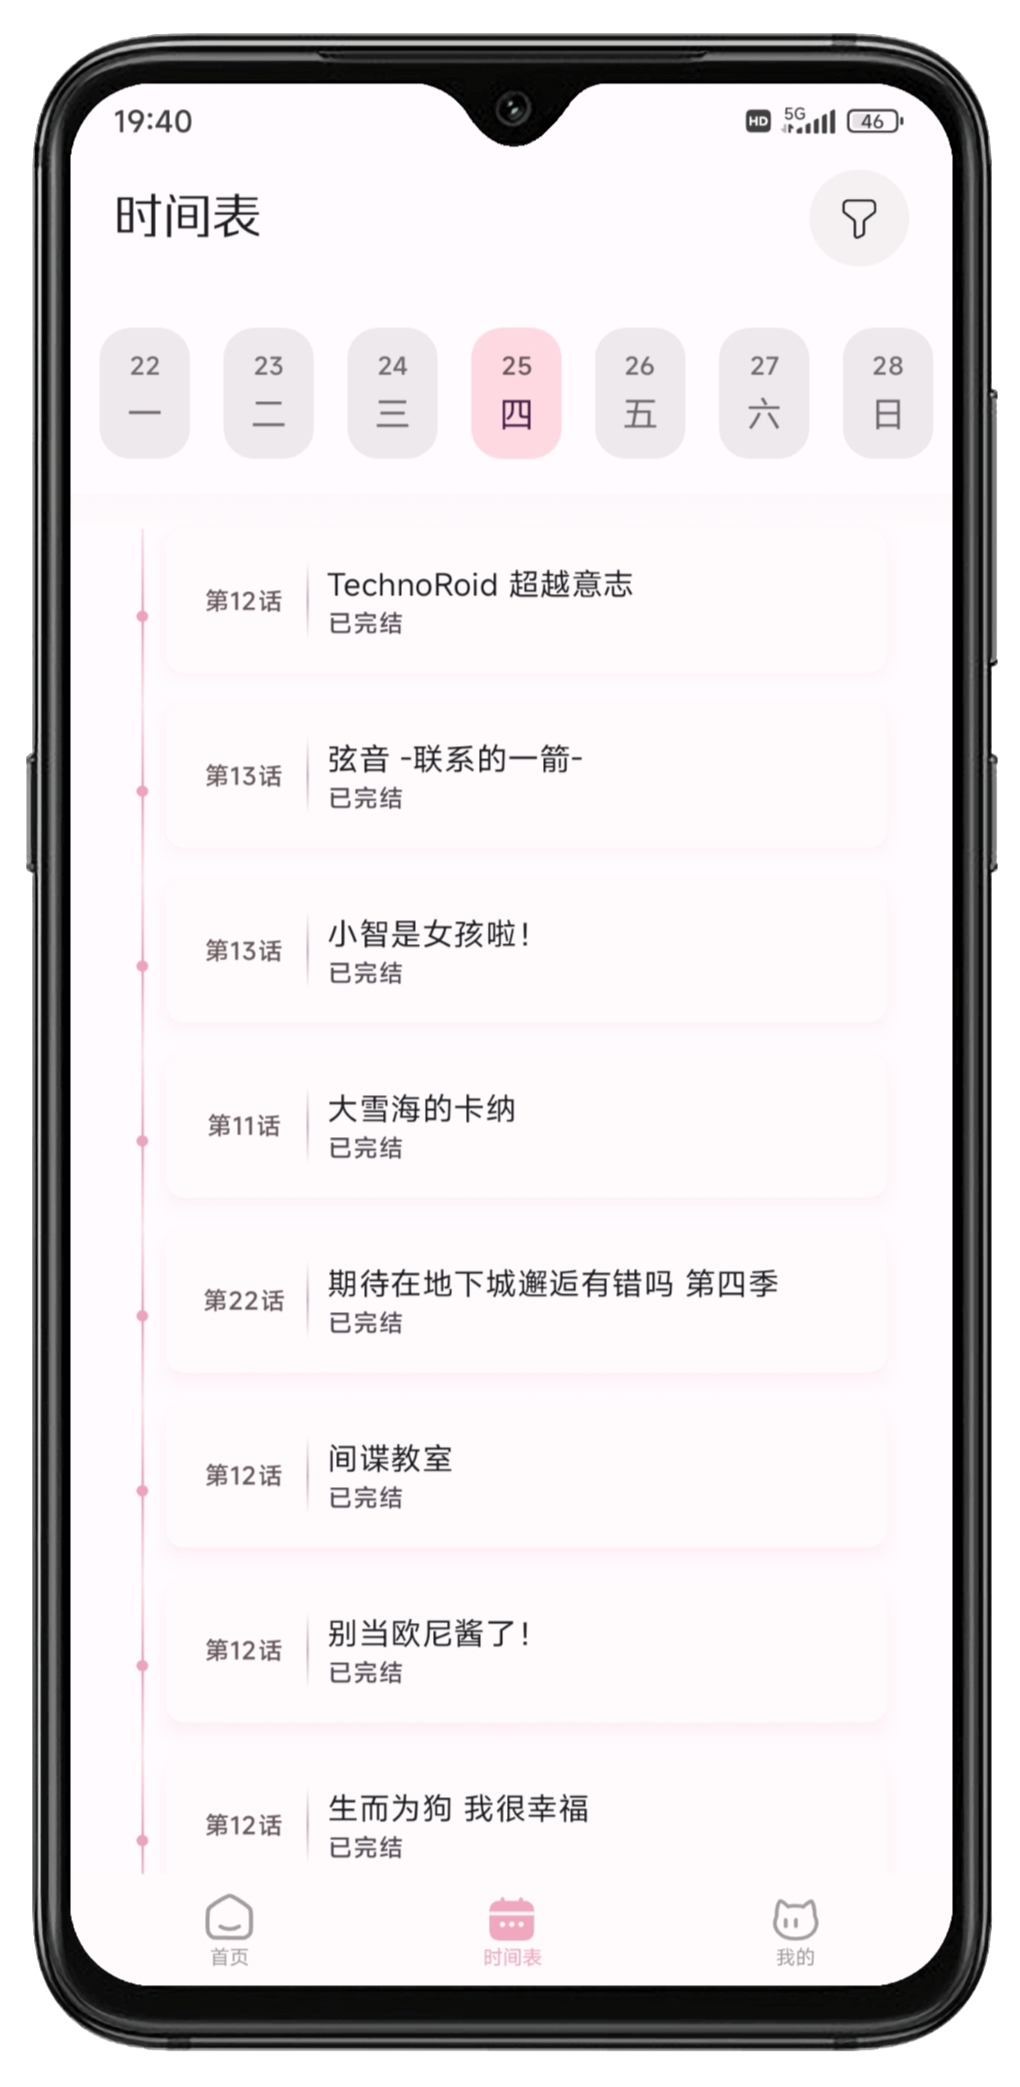 19:40
HD 5G 46
时间表
22 23 24 25 26 27 28
一 二 三 四 五 六 日
第12话
TechnoRoid 超越意志
已完结
第13话
弦音 -联系的一箭-
已完结
第13话
小智是女孩啦！
已完结
第11话
大雪海的卡纳
已完结
第22话
期待在地下城邂逅有错吗 第四季
已完结
第12话
间谍教室
已完结
第12话
别当欧尼酱了！
已完结
第12话
生而为狗 我很幸福
已完结
首页 时间表 我的